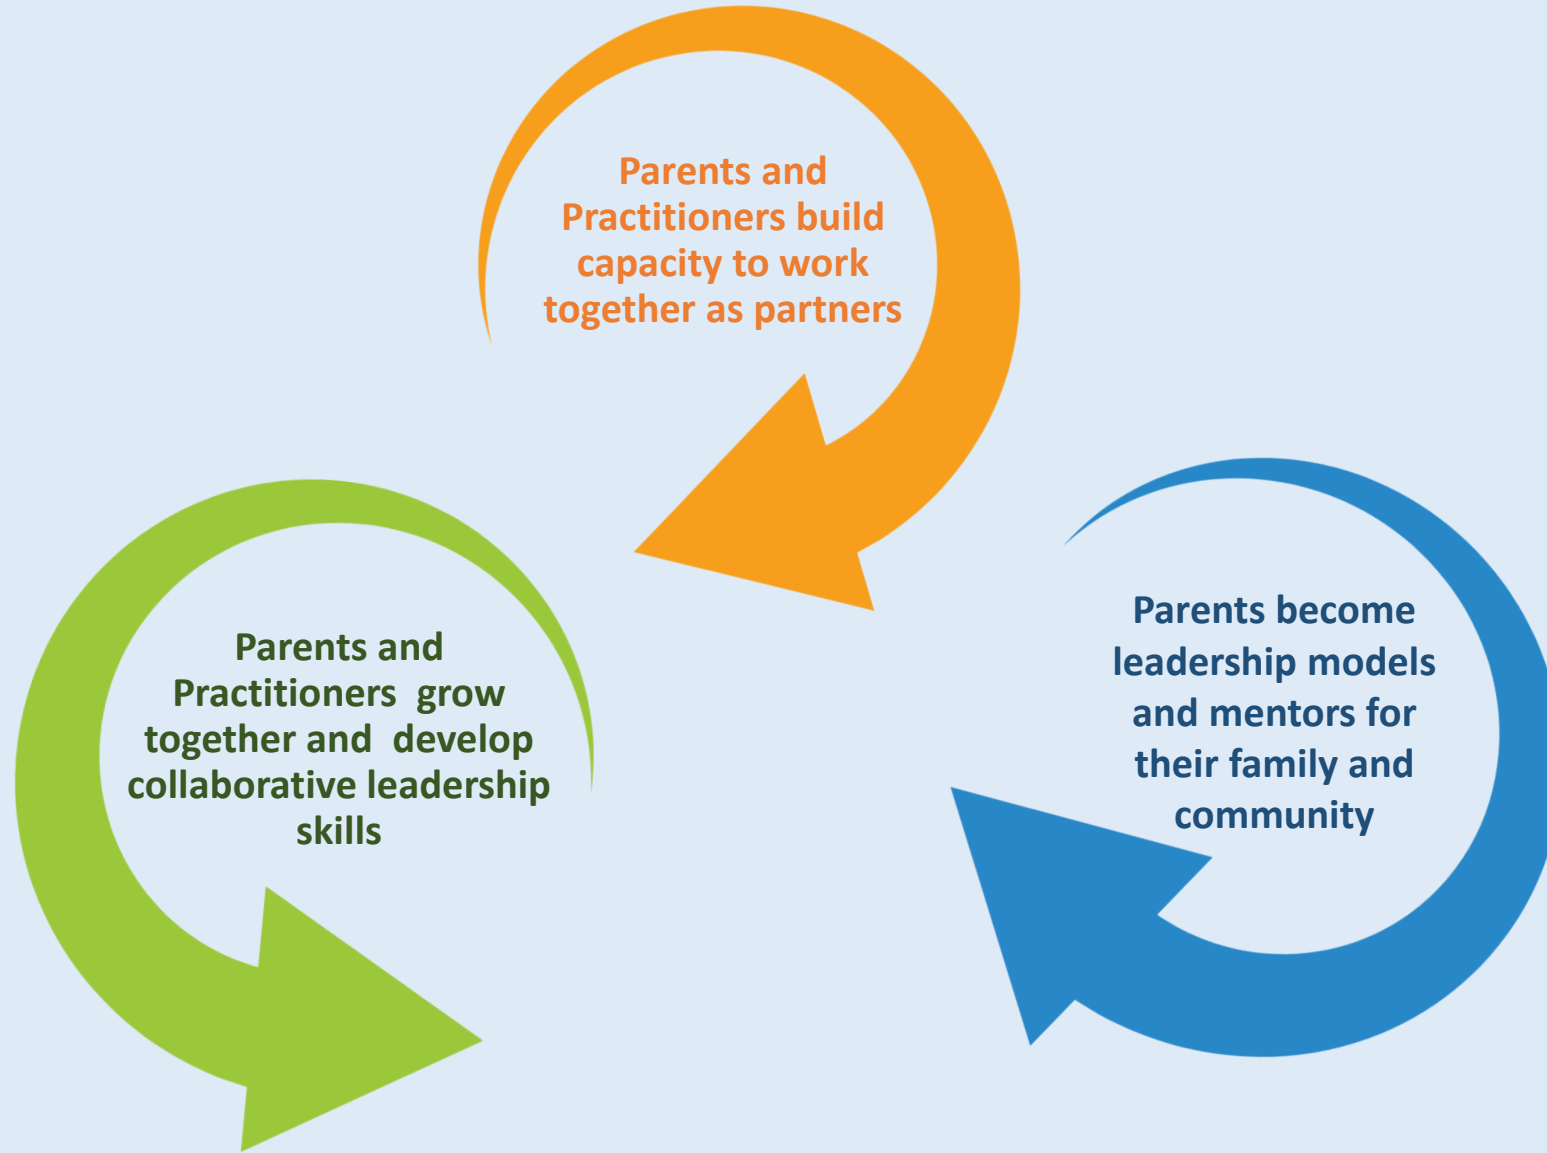 Parents and
Practitioners build
capacity to work
together as partners
Parents and
Practitioners  grow
together and  develop
collaborative leadership
skills
Parents become
leadership models
and mentors for
their family and
community